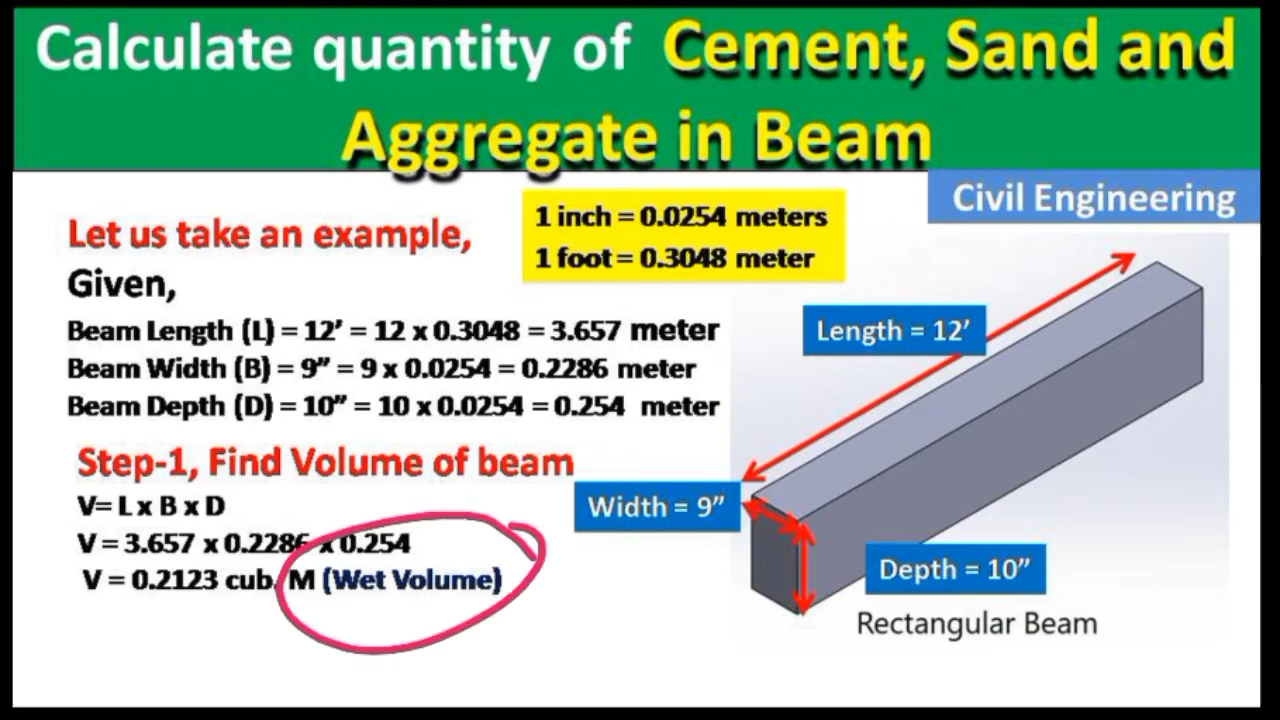 Calculate quantity of Cement, Sand and
Aggregate in Beam
Civil Engineering
1 inch = 0.0254 meters
1 foot = 0.3048 meter
Let us take an example,
Given,
Beam Length (L) = 12’ = 12 x 0.3048 = 3.657 meter
Beam Width (B) = 9” = 9 x 0.0254 = 0.2286 meter
Beam Depth (D) = 10” = 10 x 0.0254 = 0.254 meter
Step-1, Find Volume of beam
V= L x B x D
V = 3.657 x 0.2286 x 0.254
V = 0.2123 cub. M (Wet Volume)
Length = 12’
Width = 9”
Depth = 10”
Rectangular Beam